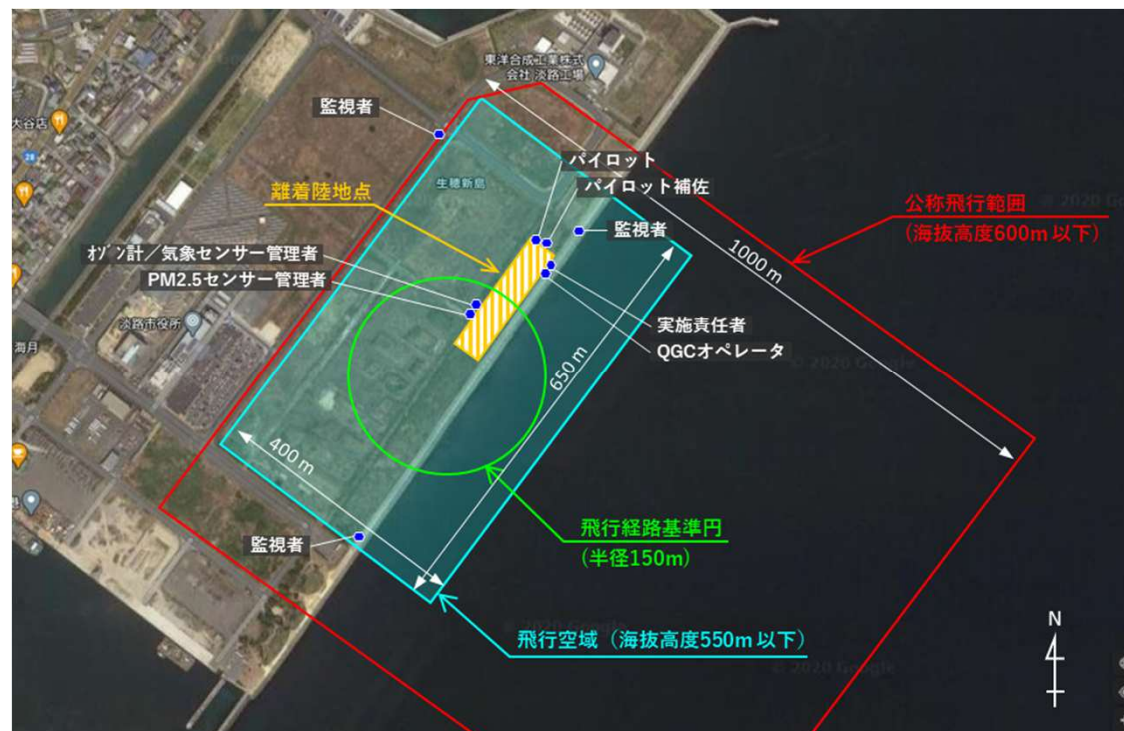 東洋合成工業株式
会社 淡路工場
監視者
大谷店
28
パイロット
生穂新島
パイロット補佐
離着陸地点
公称飛行範囲
(海抜高度600m以下)
監視者
1000 m
ｵｿﾞﾝ計／気象センサー管理者
PM2.5センサー管理者
淡路市役所
実施責任者
海月
QGCオペレータ
© 2020 Google
650 m
400 m
飛行経路基準円
(半径150m)
監視者
港
© 2020 Google
N
飛行空域（海抜高度550m以下）
© 2020 Google